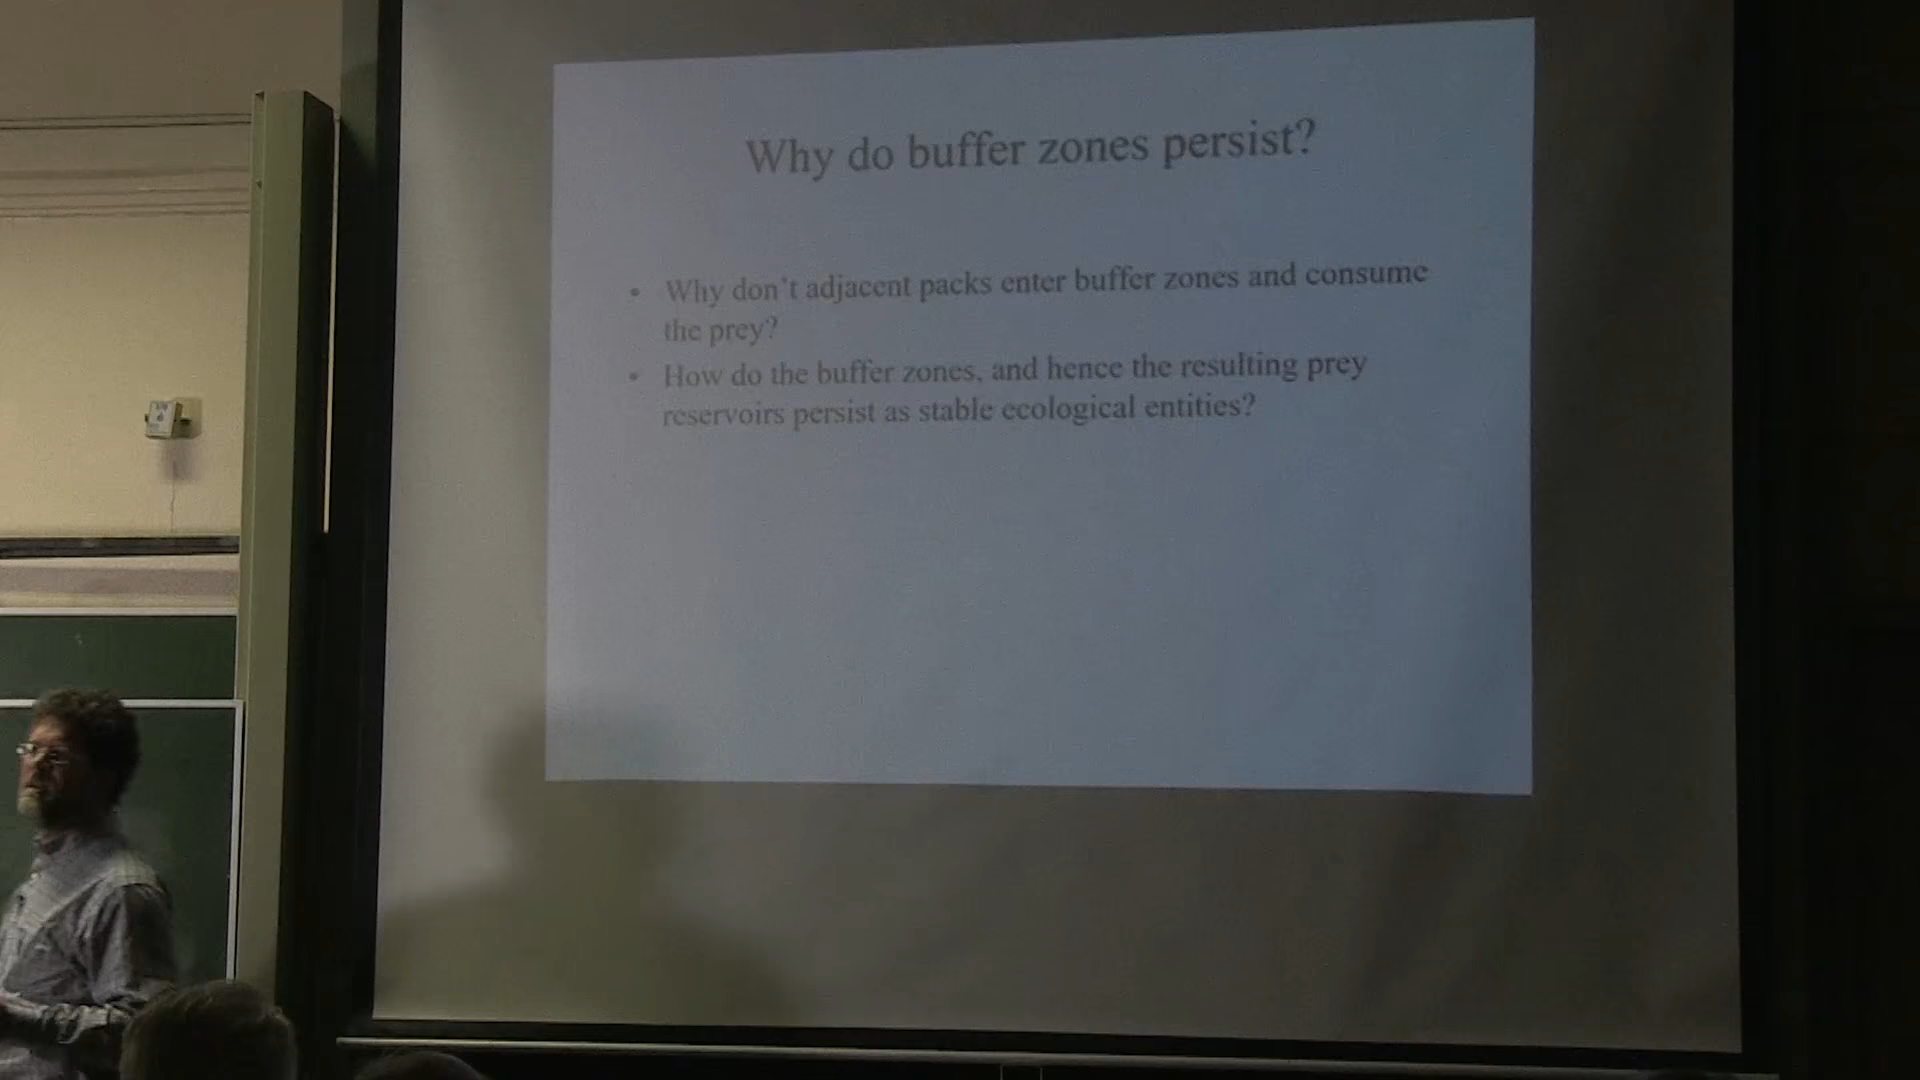 Why do buffer zones persist?
• Why don't adjacent packs enter buffer zones and consume
the prey?
• How do the buffer zones, and hence the resulting prey
reservoirs persist as stable ecological entities?